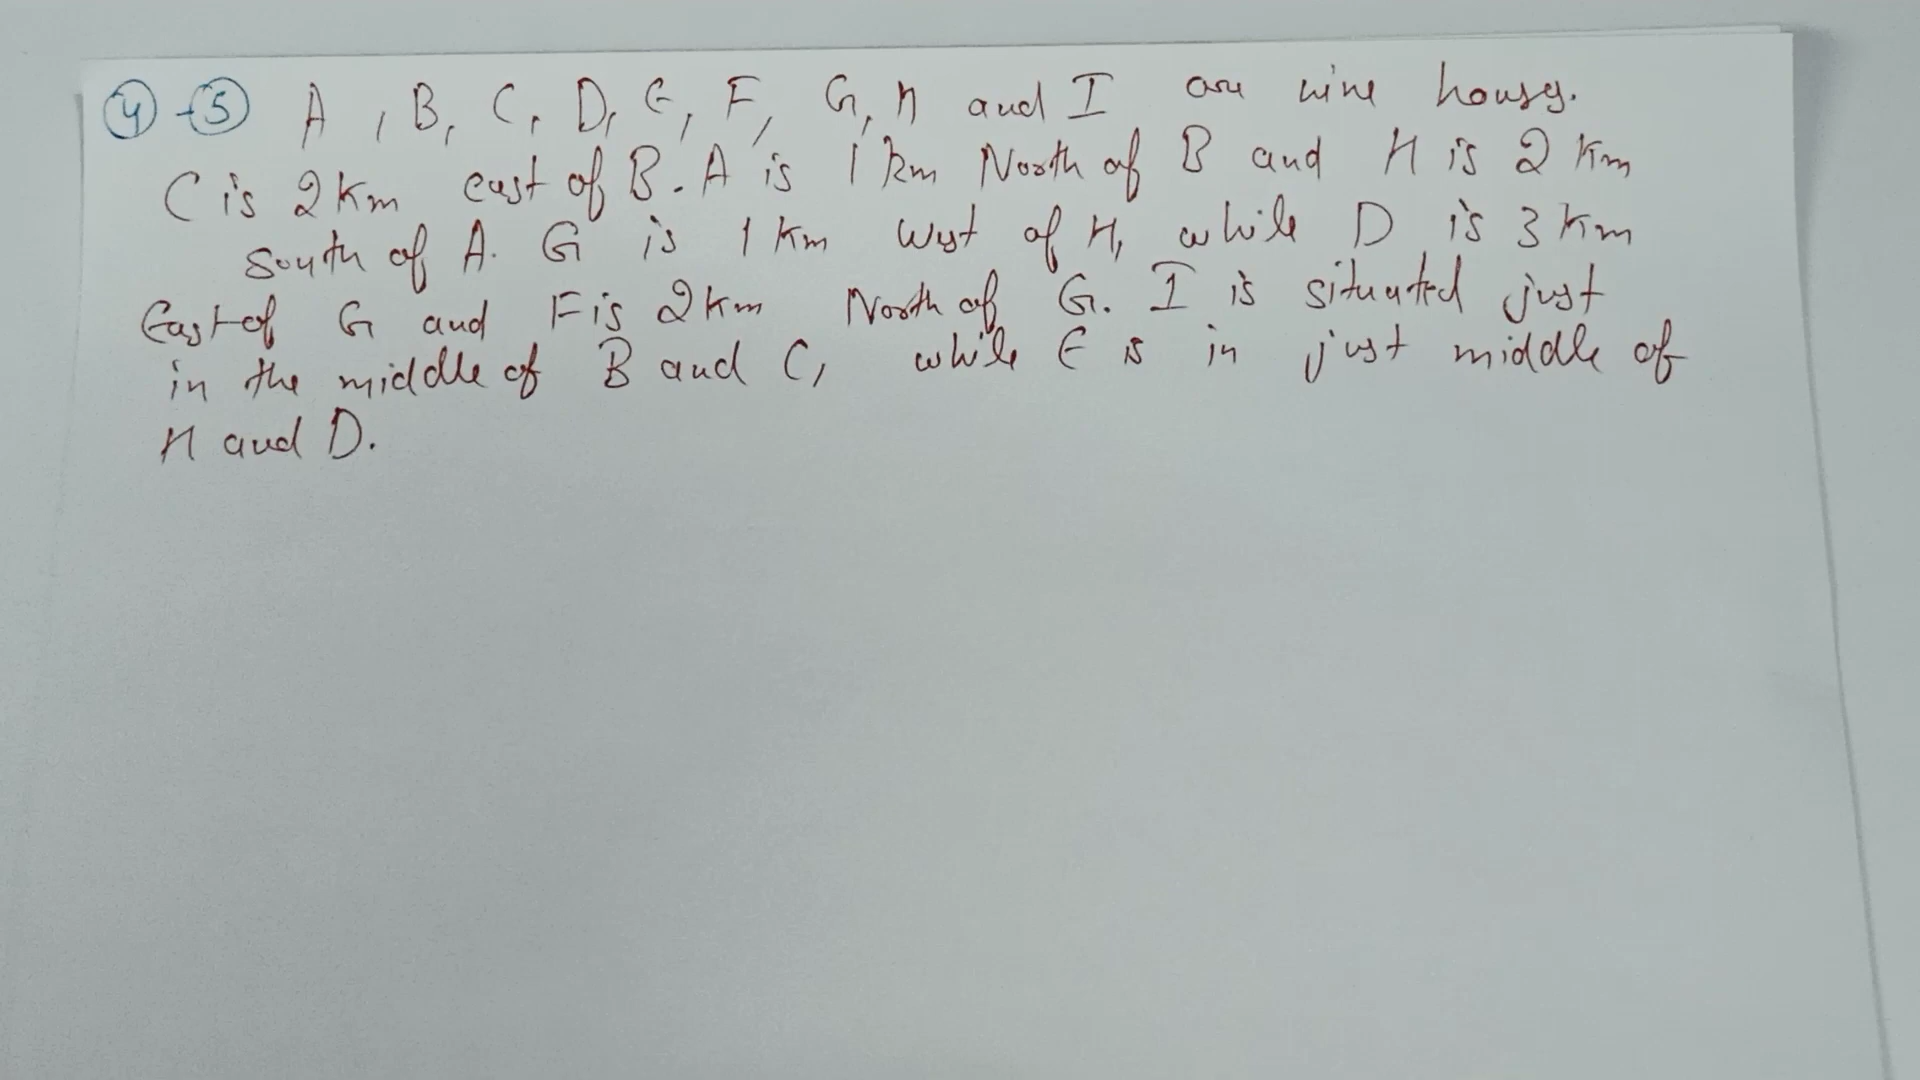 4 - 5 A, B, C, D, E, F, G, H and I are nine houses.
C is 2 km east of B. A is 1 km North of B and H is 2 km
south of A. G is 1 km west of H, while D is 3 km
East of G and F is 2 km North of G. I is situated just
in the middle of B and C, while E is in just middle of
H and D.